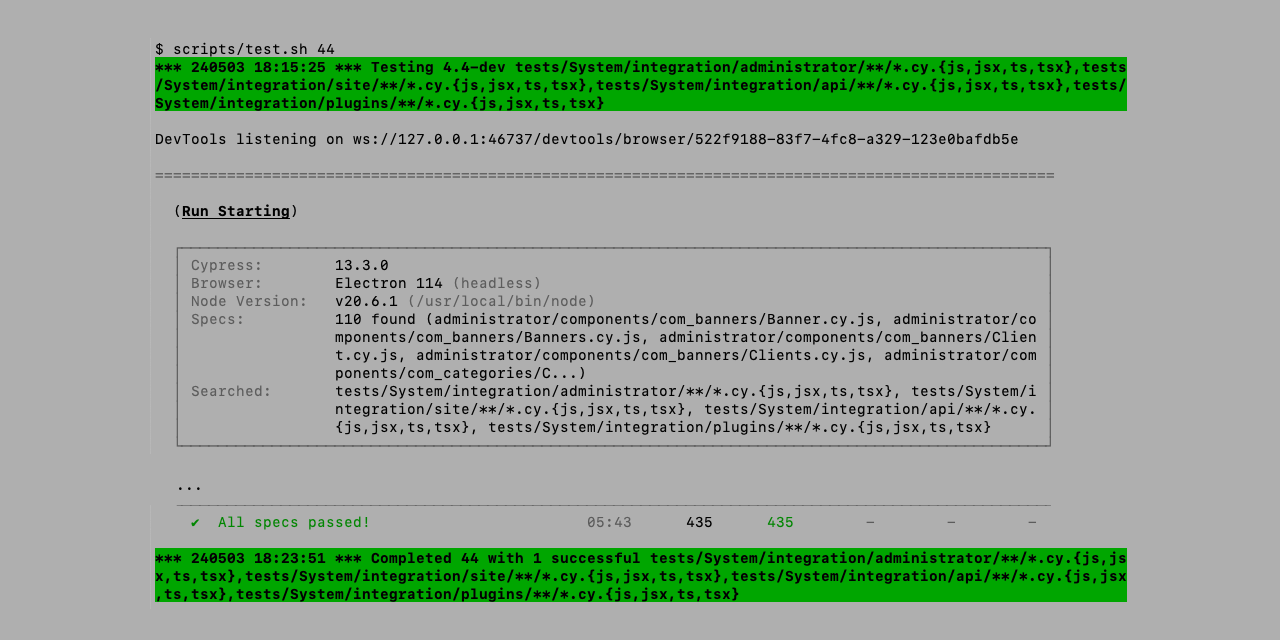 $ scripts/test.sh 44
*** 240503 18:15:25 *** Testing 4.4-dev tests/System/integration/administrator/**/*.cy.{js,jsx,ts,tsx},tests
/System/integration/site/**/*.cy.{js,jsx,ts,tsx},tests/System/integration/api/**/*.cy.{js,jsx,ts,tsx},tests/
System/integration/plugins/**/*.cy.{js,jsx,ts,tsx}
DevTools listening on ws://127.0.0.1:46737/devtools/browser/522f9188-83f7-4fc8-a329-123e0bafdb5e
====================================================================================================
(Run Starting)
Cypress: 13.3.0
Browser: Electron 114 (headless)
Node Version: v20.6.1 (/usr/local/bin/node)
Specs: 110 found (administrator/components/com_banners/Banner.cy.js, administrator/co
mponents/com_banners/Banners.cy.js, administrator/components/com_banners/Clien
t.cy.js, administrator/components/com_banners/Clients.cy.js, administrator/com
ponents/com_categories/C...)
Searched: tests/System/integration/administrator/**/*.cy.{js,jsx,ts,tsx}, tests/System/i
ntegration/site/**/*.cy.{js,jsx,ts,tsx}, tests/System/integration/api/**/*.cy.
{js,jsx,ts,tsx}, tests/System/integration/plugins/**/*.cy.{js,jsx,ts,tsx}
...
✔ All specs passed! 05:43 435 435 – – –
*** 240503 18:23:51 *** Completed 44 with 1 successful tests/System/integration/administrator/**/*.cy.{js,js
x,ts,tsx},tests/System/integration/site/**/*.cy.{js,jsx,ts,tsx},tests/System/integration/api/**/*.cy.{js,jsx
,ts,tsx},tests/System/integration/plugins/**/*.cy.{js,jsx,ts,tsx}